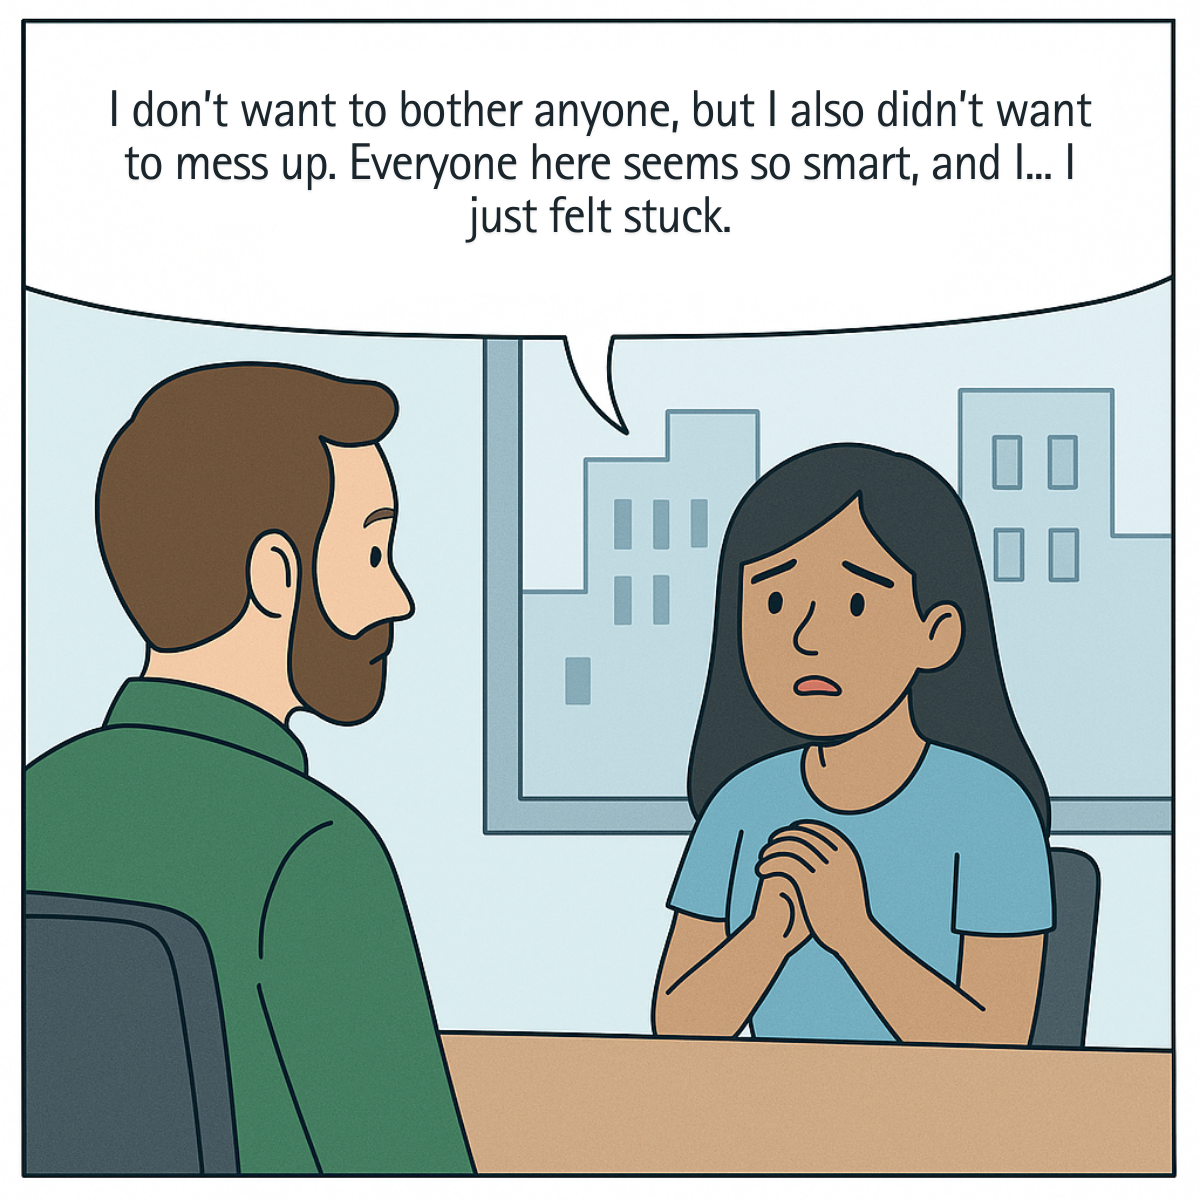 I don’t want to bother anyone, but I also didn’t want
to mess up. Everyone here seems so smart, and I... I
just felt stuck.